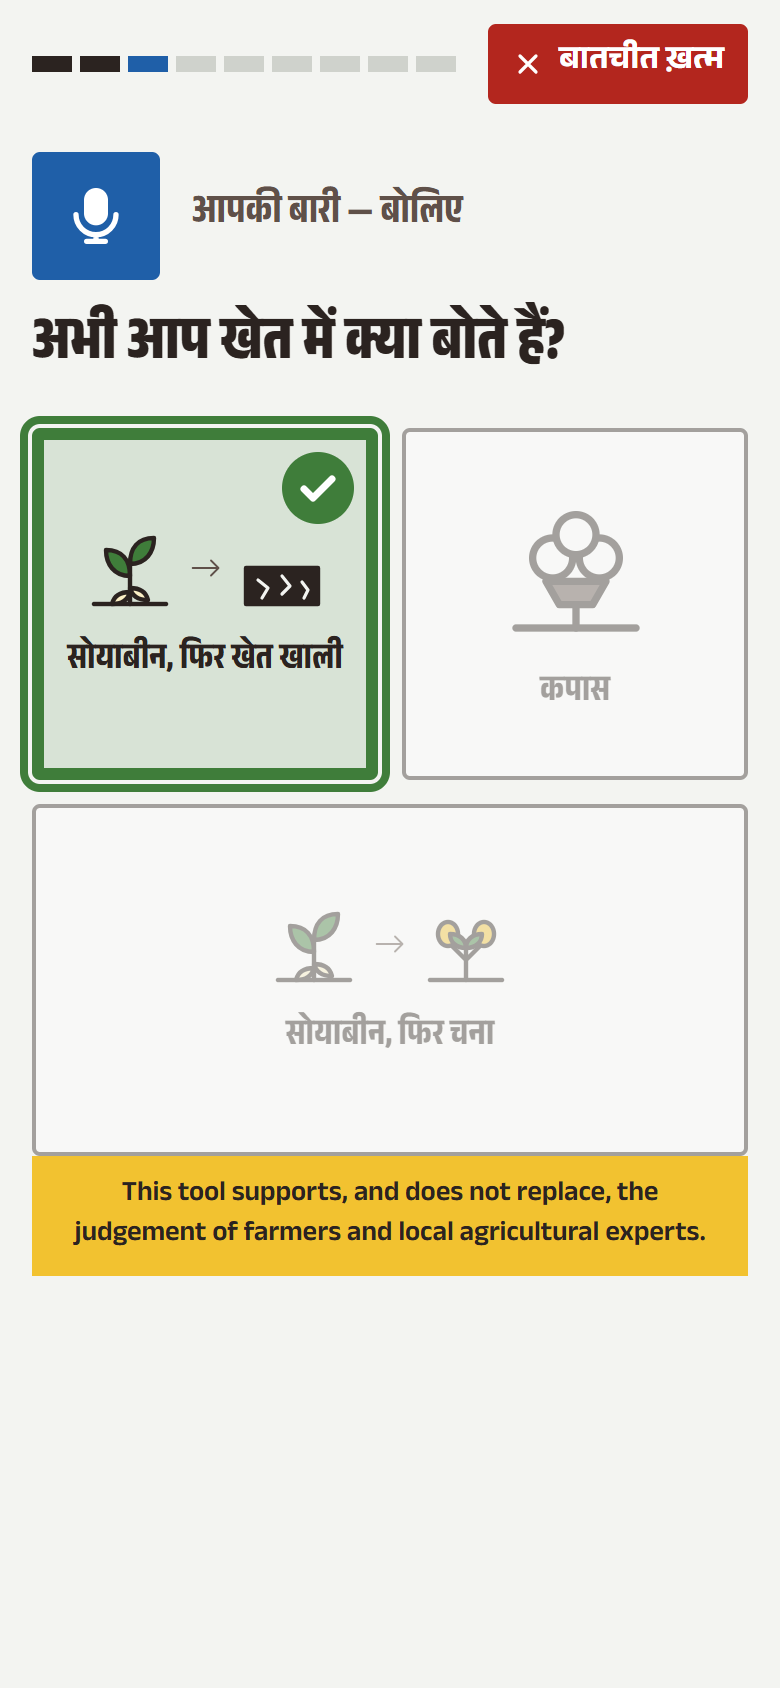 बातचीत ख़त्म
आपकी बारी – बोलिए
अभी आप खेत में क्या बोते हैं?
सोयाबीन, फिर खेत खाली
कपास
सोयाबीन, फिर चना
This tool supports, and does not replace, the
judgement of farmers and local agricultural experts.